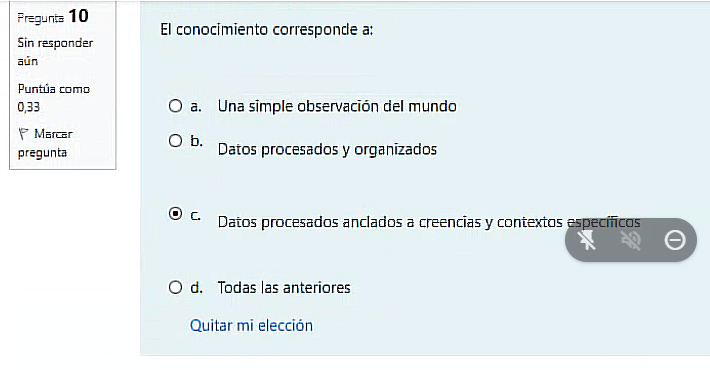 Pregunta 10
Sin responder
aún
Puntúa como
0,33
Marcar
pregunta
El conocimiento corresponde a:
a. Una simple observación del mundo
b. Datos procesados y organizados
c. Datos procesados anclados a creencias y contextos específicos
d. Todas las anteriores
Quitar mi elección